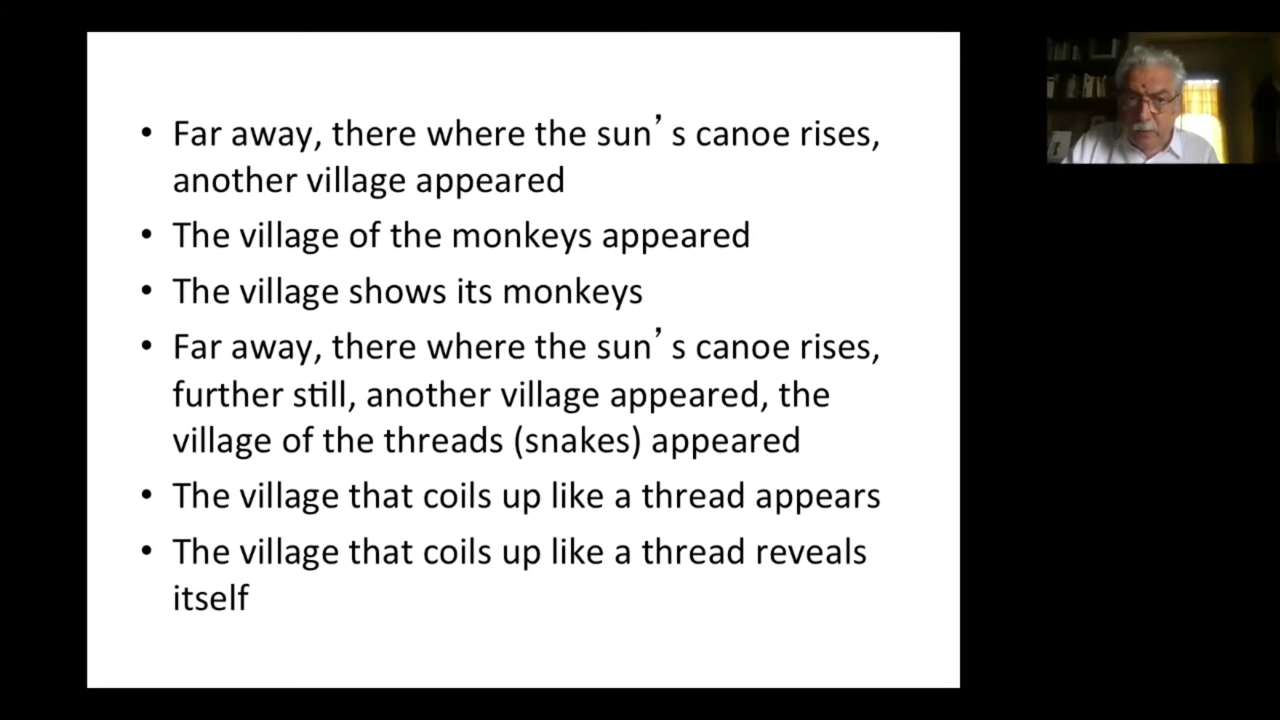 • Far away, there where the sun’s canoe rises,
another village appeared
• The village of the monkeys appeared
• The village shows its monkeys
• Far away, there where the sun’s canoe rises,
further still, another village appeared, the
village of the threads (snakes) appeared
• The village that coils up like a thread appears
• The village that coils up like a thread reveals
itself